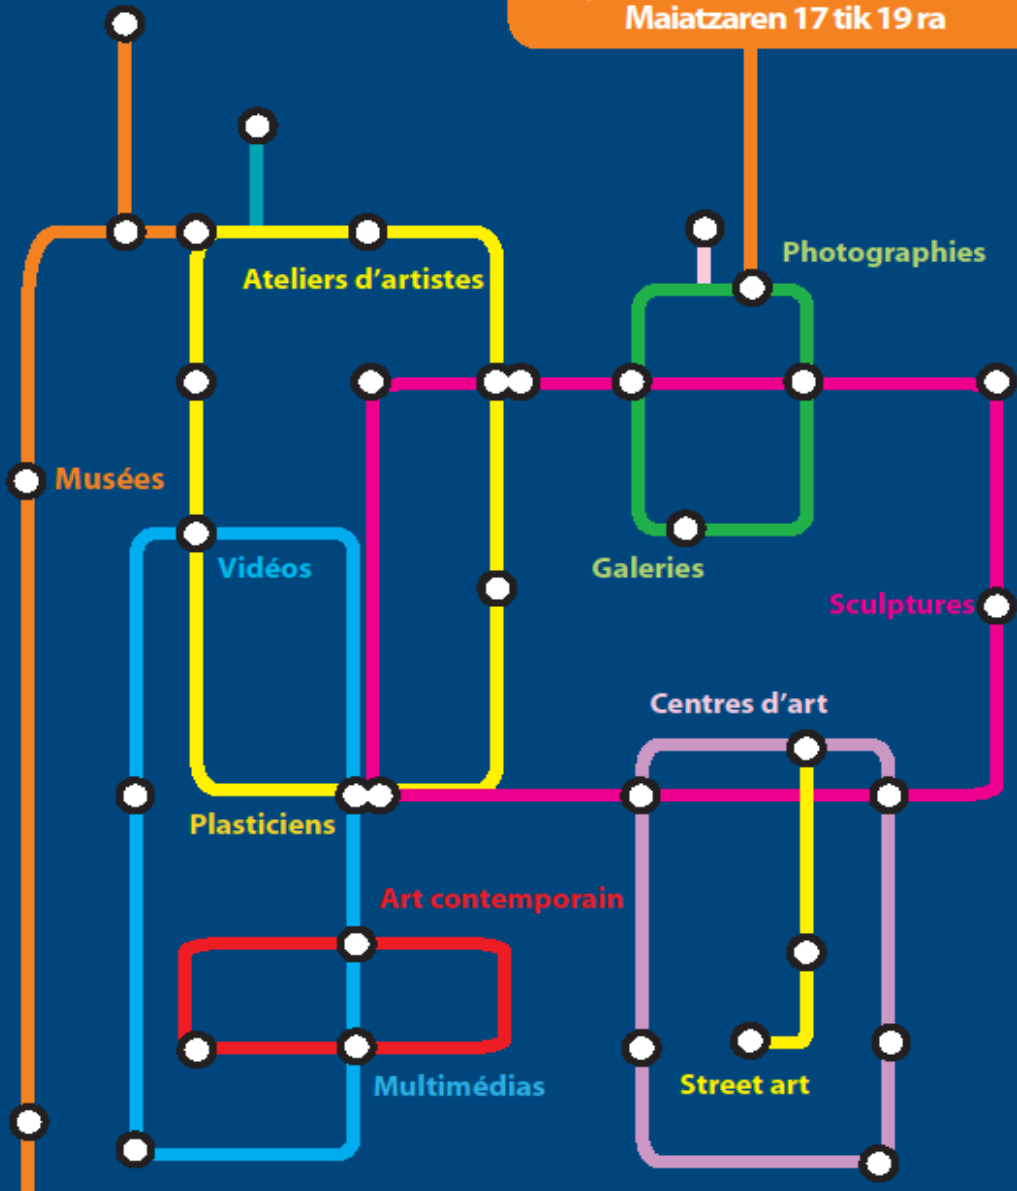 Maiatzaren 17 tik 19 ra
Photographies
Ateliers d'artistes
Musées
Vidéos
Galeries
Sculptures
Centres d'art
Plasticiens
Art contemporain
Multimédias
Street art